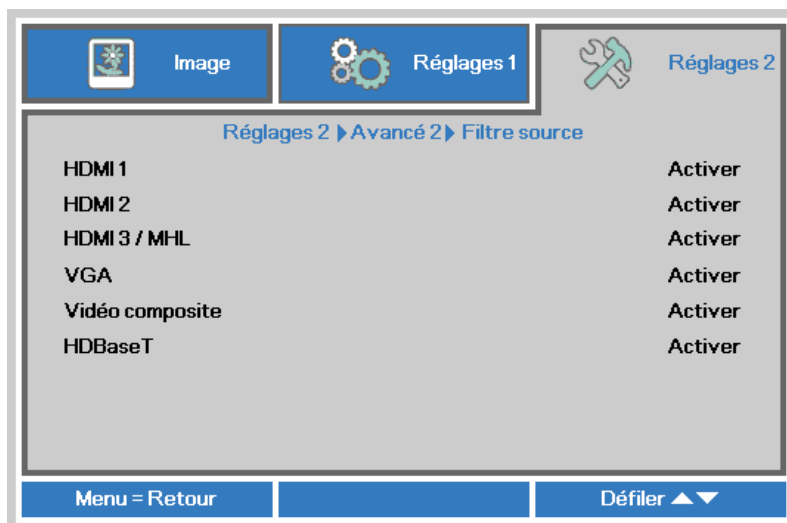 Image
Réglages 1
Réglages 2
Réglages 2 Avancé 2 Filtre source
HDMI 1 Activer
HDMI 2 Activer
HDMI 3 / MHL Activer
VGA Activer
Vidéo composite Activer
HDBaseT Activer
Menu = Retour
Défiler